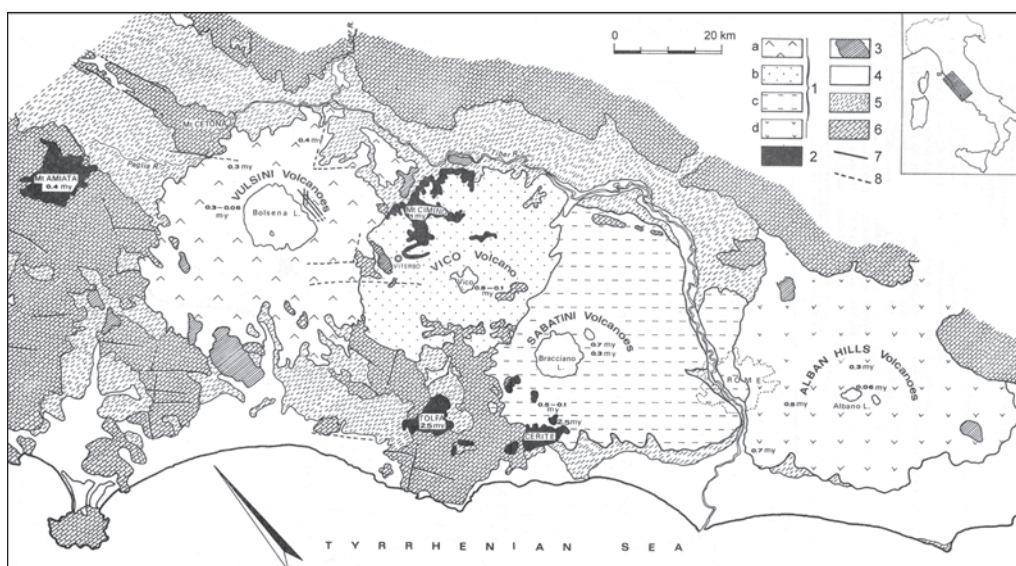 0 20 km
a
b
c
d
1
2
3
4
5
6
7
8
Mt CETONA
Paglia R.
Mt AMIATA
0.4 my
0.3 my
0.4 my
VULSINI Volcanoes
0.3–0.08
my
Bolsena L.
Tiber R.
Mt CIMINI
1 my
VITERBO
VICO Volcano
Vico L.
0.8–0.1
my
SABATINI Volcanoes
0.7 my
0.3 my
Bracciano
L.
0.5–0.1
my
2.5 my
TOLFA
2.5 my
CERITE
ROME
ALBAN HILLS Volcanoes
0.3 my
0.06 my
Albano L.
0.6 my
0.7 my
TYRRHENIAN SEA